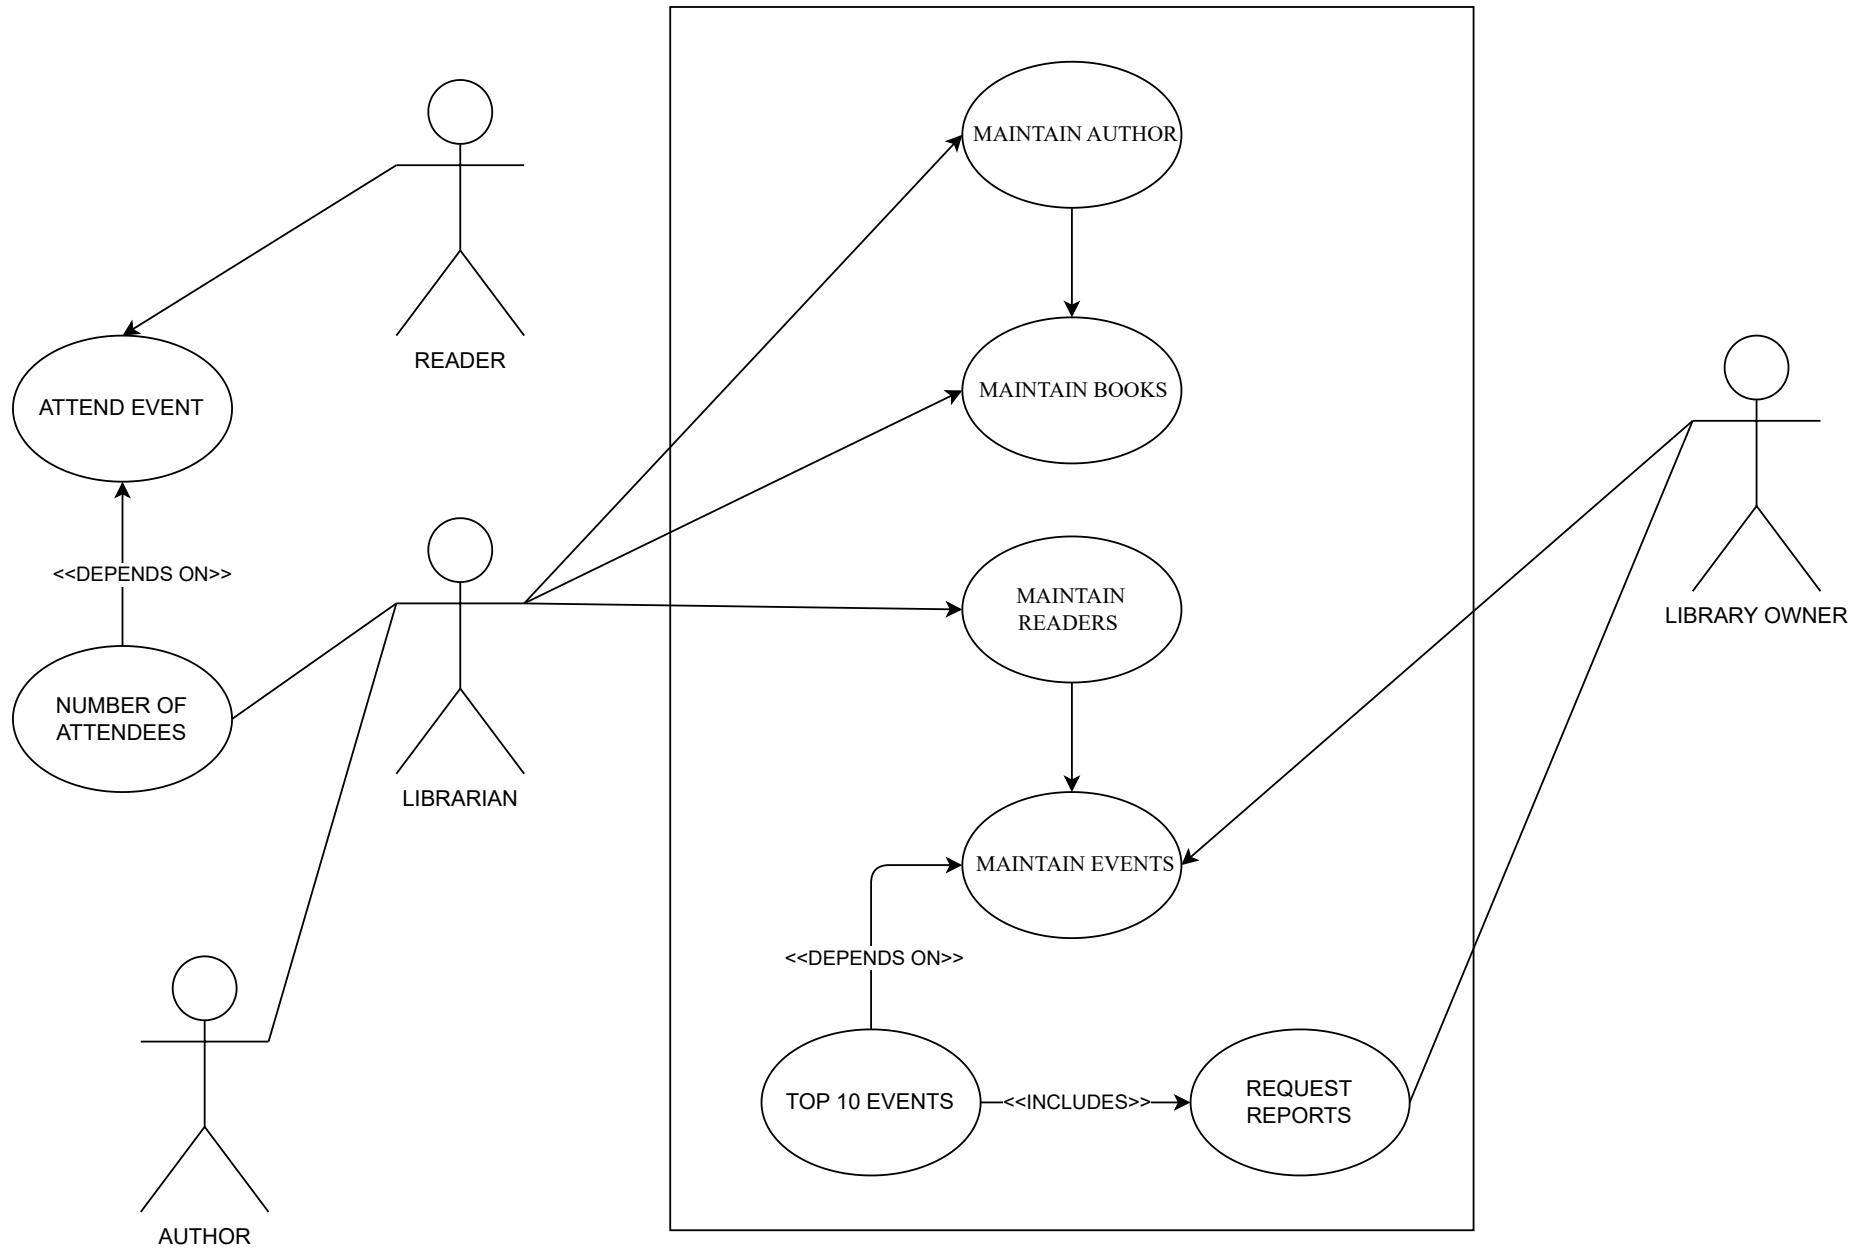 MAINTAIN AUTHOR
READER
ATTEND EVENT
MAINTAIN BOOKS
<<DEPENDS ON>>
MAINTAIN
READERS
LIBRARY OWNER
NUMBER OF
ATTENDEES
LIBRARIAN
MAINTAIN EVENTS
<<DEPENDS ON>>
TOP 10 EVENTS
<<INCLUDES>>
REQUEST
REPORTS
AUTHOR